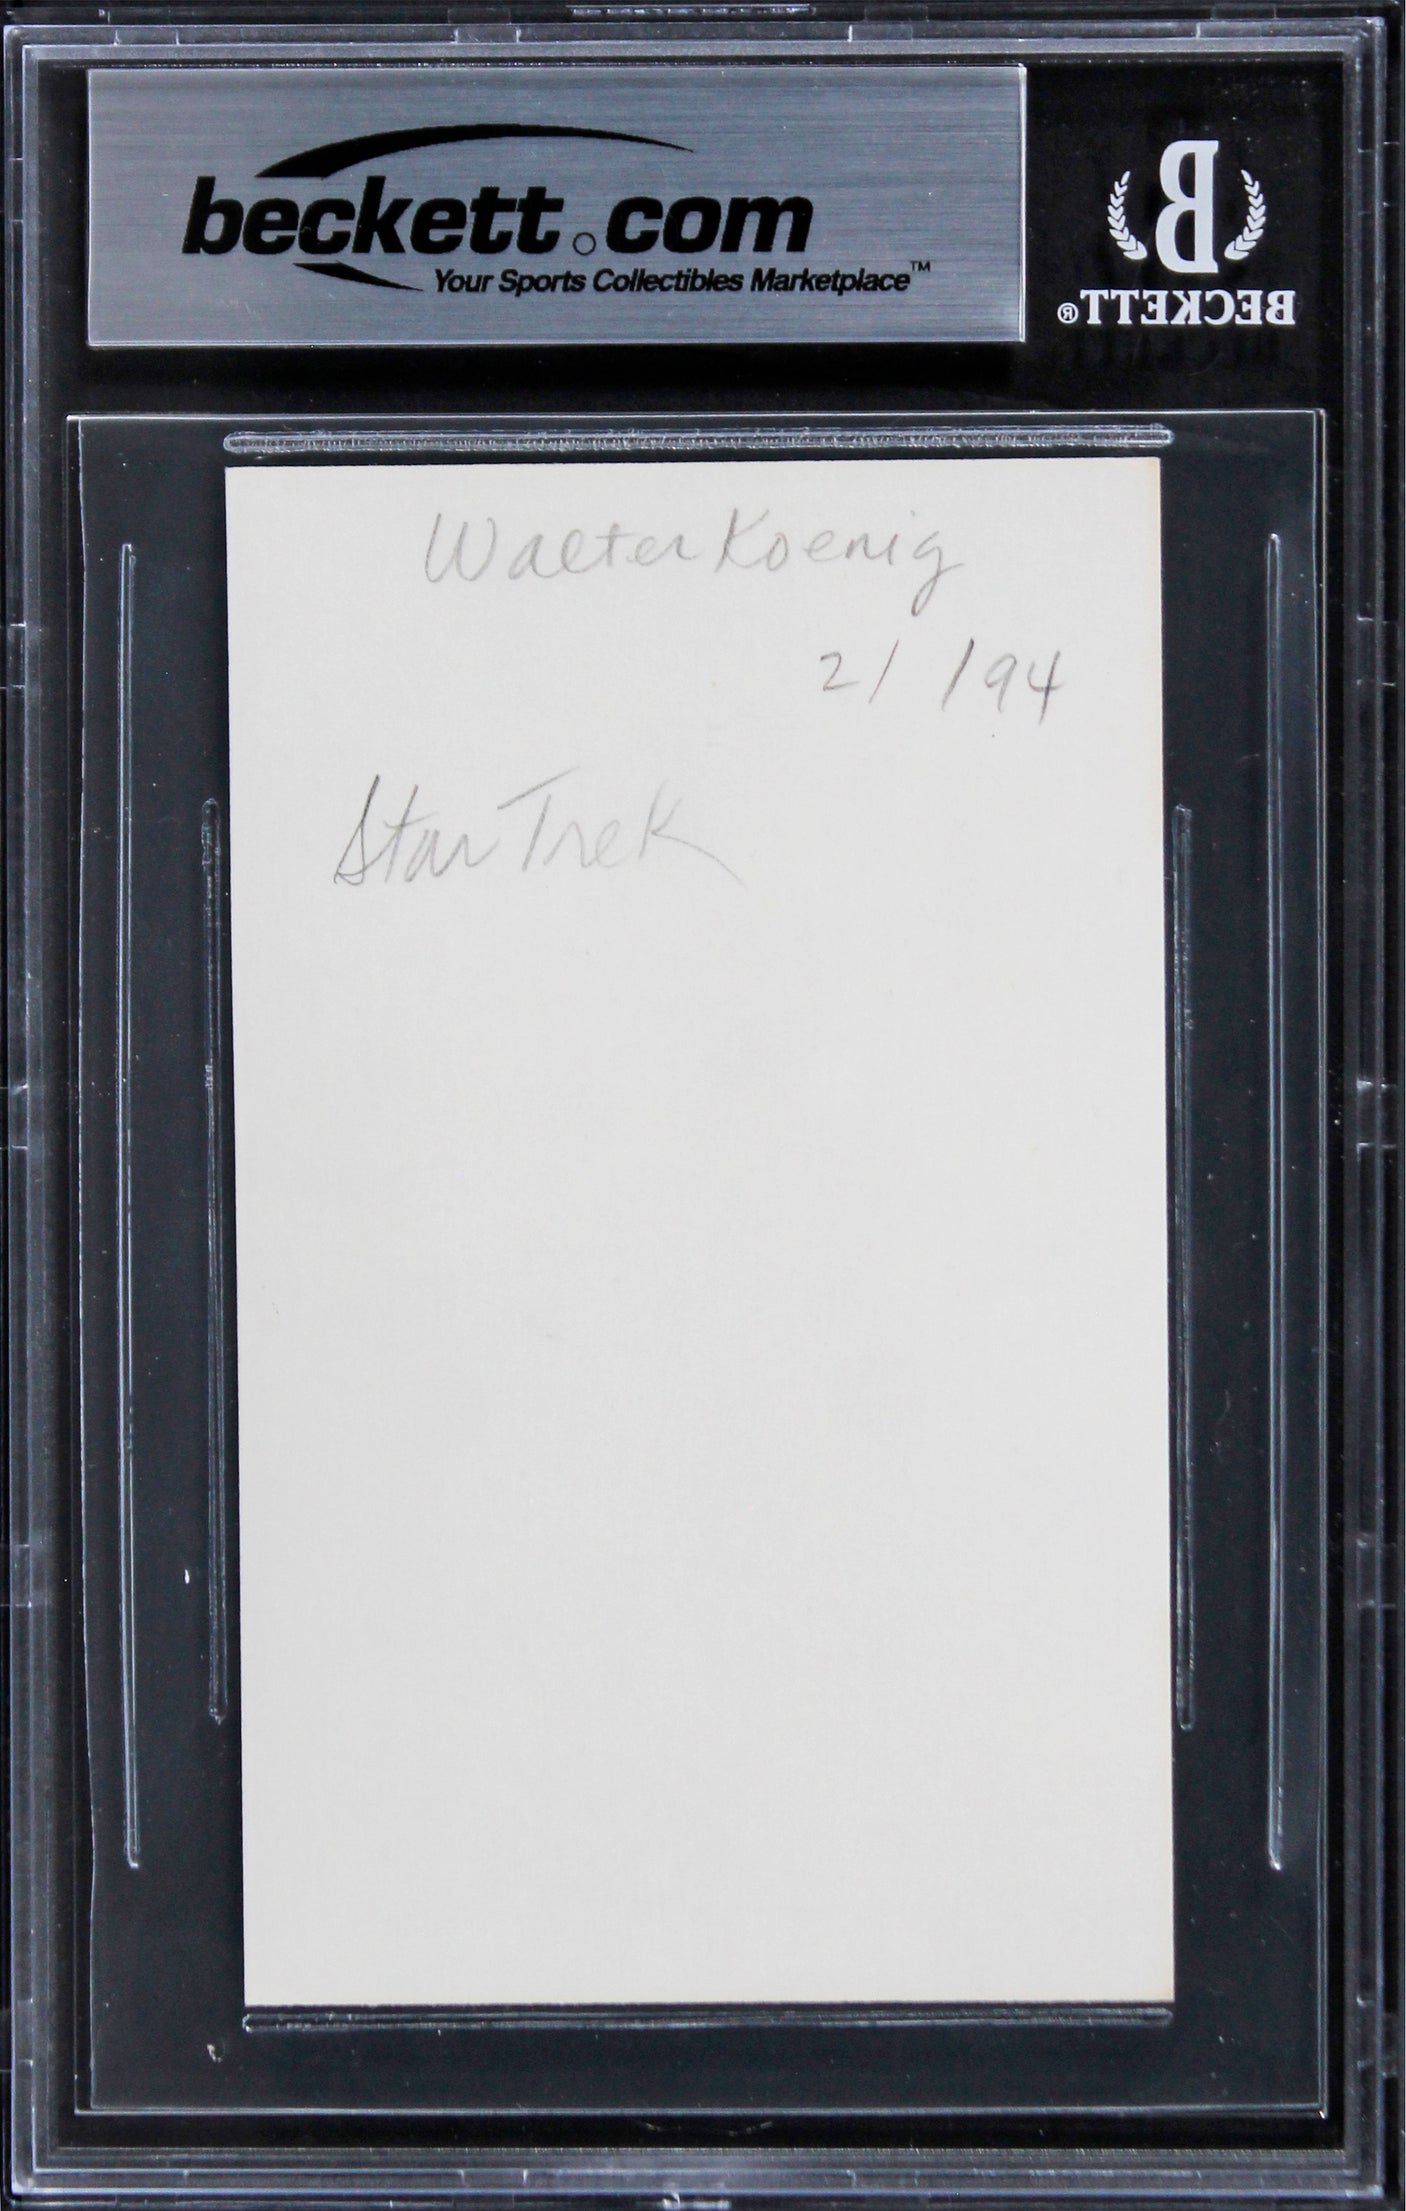 beckett.com
Your Sports Collectibles Marketplace™
BECKETT®
Walter Koenig
2/ /94
Star Trek